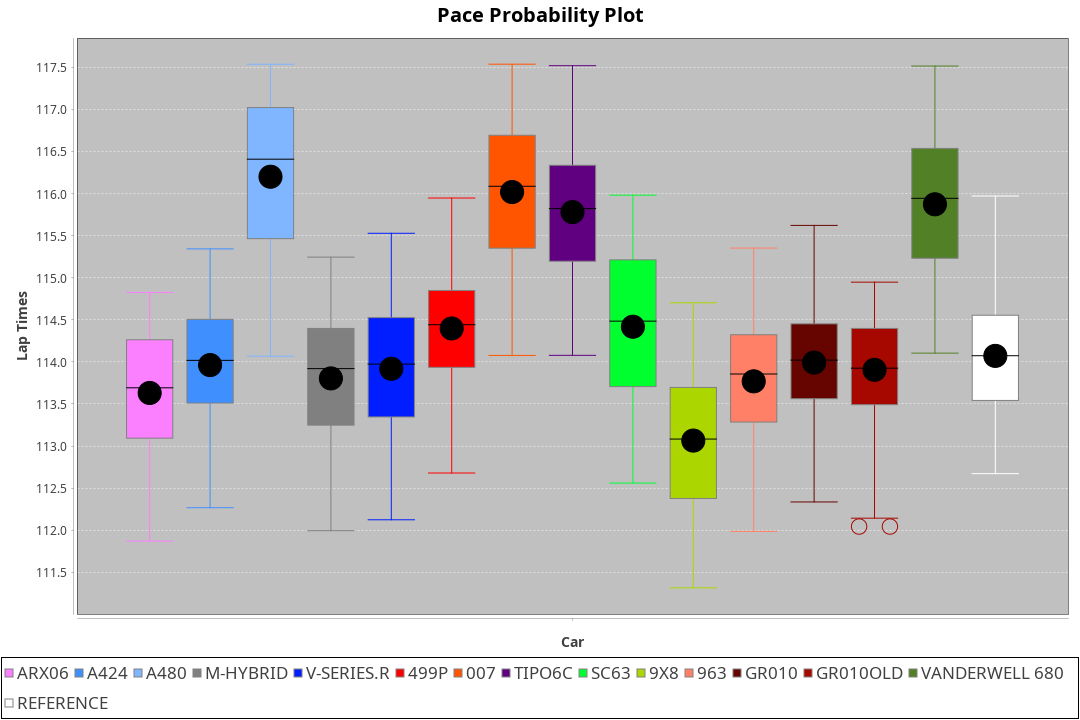 Pace Probability Plot
117.5
117.0
116.5
116.0
115.5
115.0
114.5
114.0
113.5
113.0
112.5
112.0
111.5
Lap Times
Car
ARX06 A424 A480 M-HYBRID V-SERIES.R 499P 007 TIPO6C SC63 9X8 963 GR010 GR010OLD VANDERWELL 680
REFERENCE